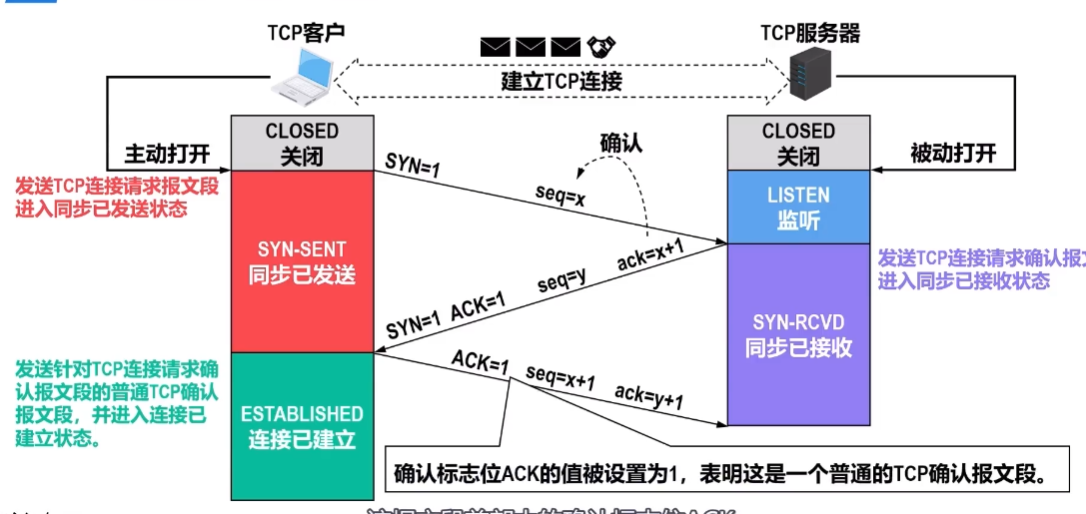 TCP客户
TCP服务器
建立TCP连接
CLOSED
关闭
CLOSED
关闭
主动打开
被动打开
确认
SYN=1
seq=x
发送TCP连接请求报文段
进入同步已发送状态
LISTEN
监听
SYN-SENT
同步已发送
ack=x+1
seq=y
SYN=1 ACK=1
发送TCP连接请求确认报
进入同步已接收状态
SYN-RCVD
同步已接收
ACK=1
seq=x+1
ack=y+1
发送针对TCP连接请求确
认报文段的普通TCP确认
报文段，并进入连接已
建立状态。
ESTABLISHED
连接已建立
确认标志位ACK的值被设置为1，表明这是一个普通的TCP确认报文段。